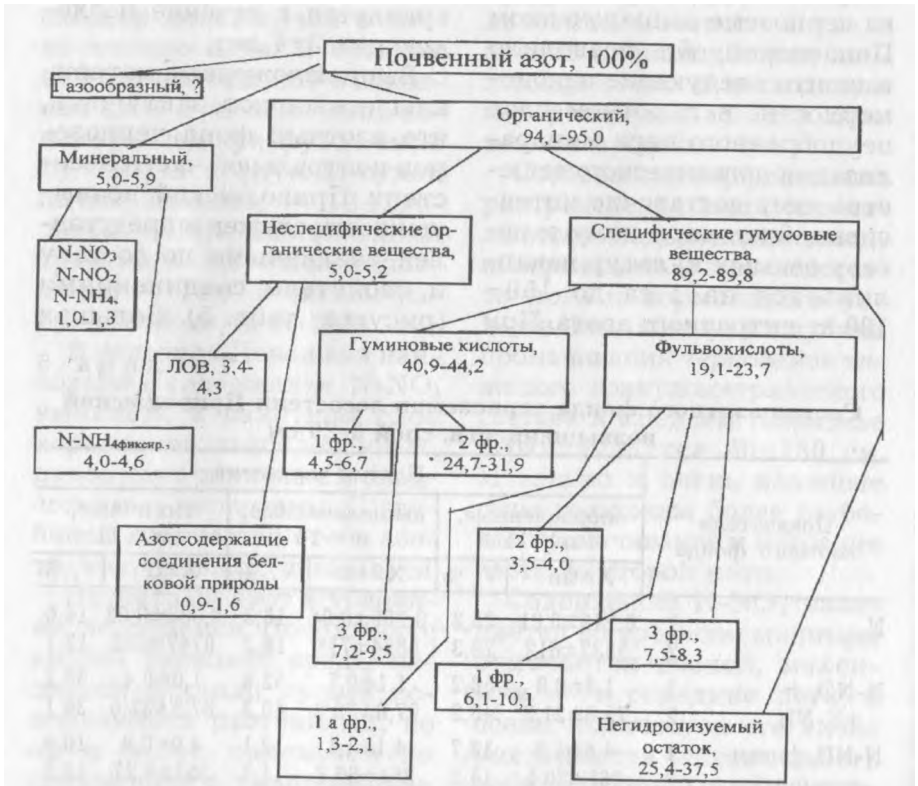 Почвенный азот, 100%
Газообразный, ?
Органический,
94,1-95,0
Минеральный,
5,0-5,9
Неспецифические ор-
ганические вещества,
5,0-5,2
Специфические гумусовые
вещества,
89,2-89,8
N-NO₃
N-NO₂
N-NH₄,
1,0-1,3
Гуминовые кислоты,
40,9-44,2
Фульвокислоты,
19,1-23,7
ЛОВ, 3,4-
4,3
N-NH₄фиксир.,
4,0-4,6
1 фр.,
4,5-6,7
2 фр.,
24,7-31,9
Азотсодержащие
соединения бел-
ковой природы
0,9-1,6
2 фр.,
3,5-4,0
3 фр.,
7,2-9,5
3 фр.,
7,5-8,3
1 фр.,
6,1-10,1
1 а фр.,
1,3-2,1
Негидролизуемый
остаток,
25,4-37,5